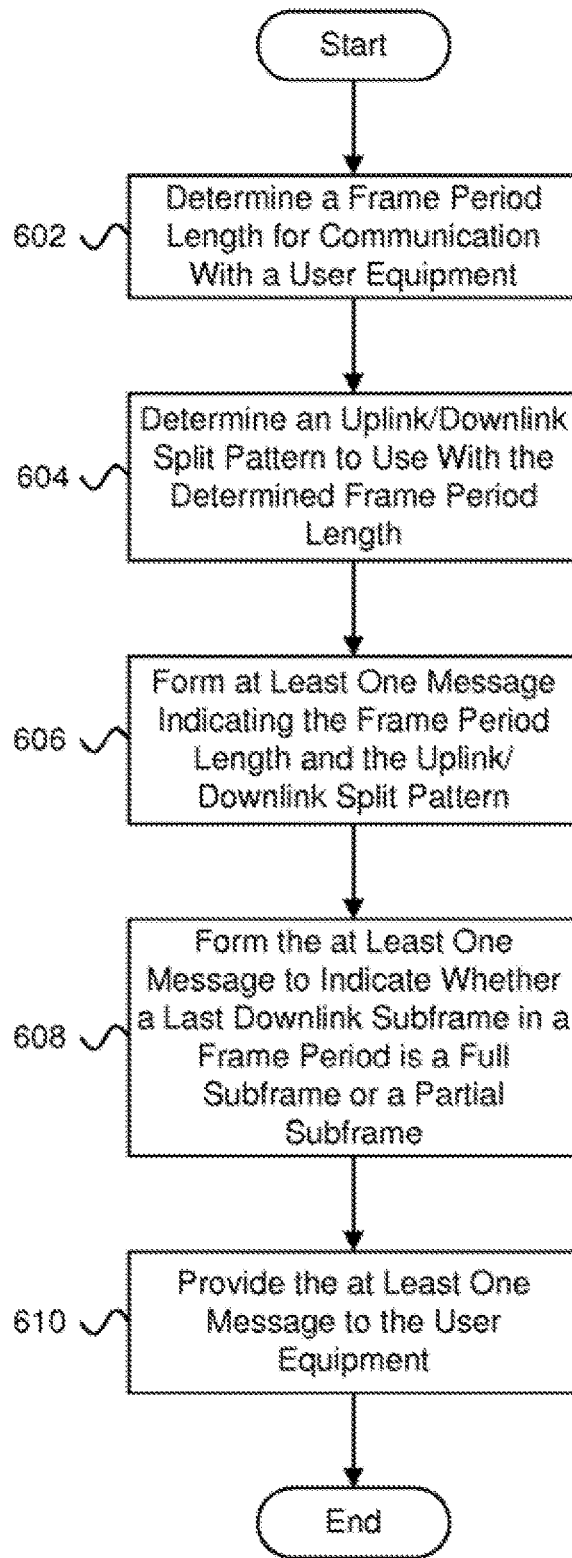 Start
602
Determine a Frame Period
Length for Communication
With a User Equipment
604
Determine an Uplink/Downlink
Split Pattern to Use With the
Determined Frame Period
Length
606
Form at Least One Message
Indicating the Frame Period
Length and the Uplink/
Downlink Split Pattern
608
Form the at Least One
Message to Indicate Whether
a Last Downlink Subframe in a
Frame Period is a Full
Subframe or a Partial
Subframe
610
Provide the at Least One
Message to the User
Equipment
End